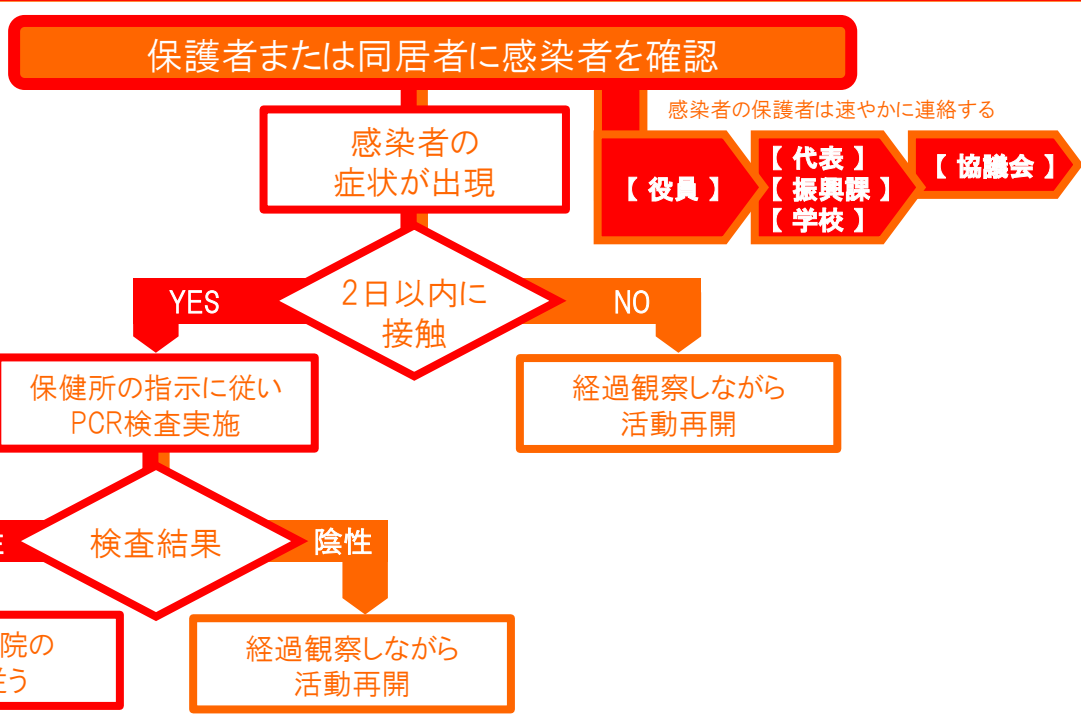 保護者または同居者に感染者を確認
感染者の保護者は速やかに連絡する
感染者の
症状が出現
【 役員 】
【 代表 】
【 振興課 】
【 学校 】
【 協議会 】
2日以内に
接触
YES
NO
保健所の指示に従い
PCR検査実施
経過観察しながら
活動再開
検査結果
陰性
院の
う
経過観察しながら
活動再開